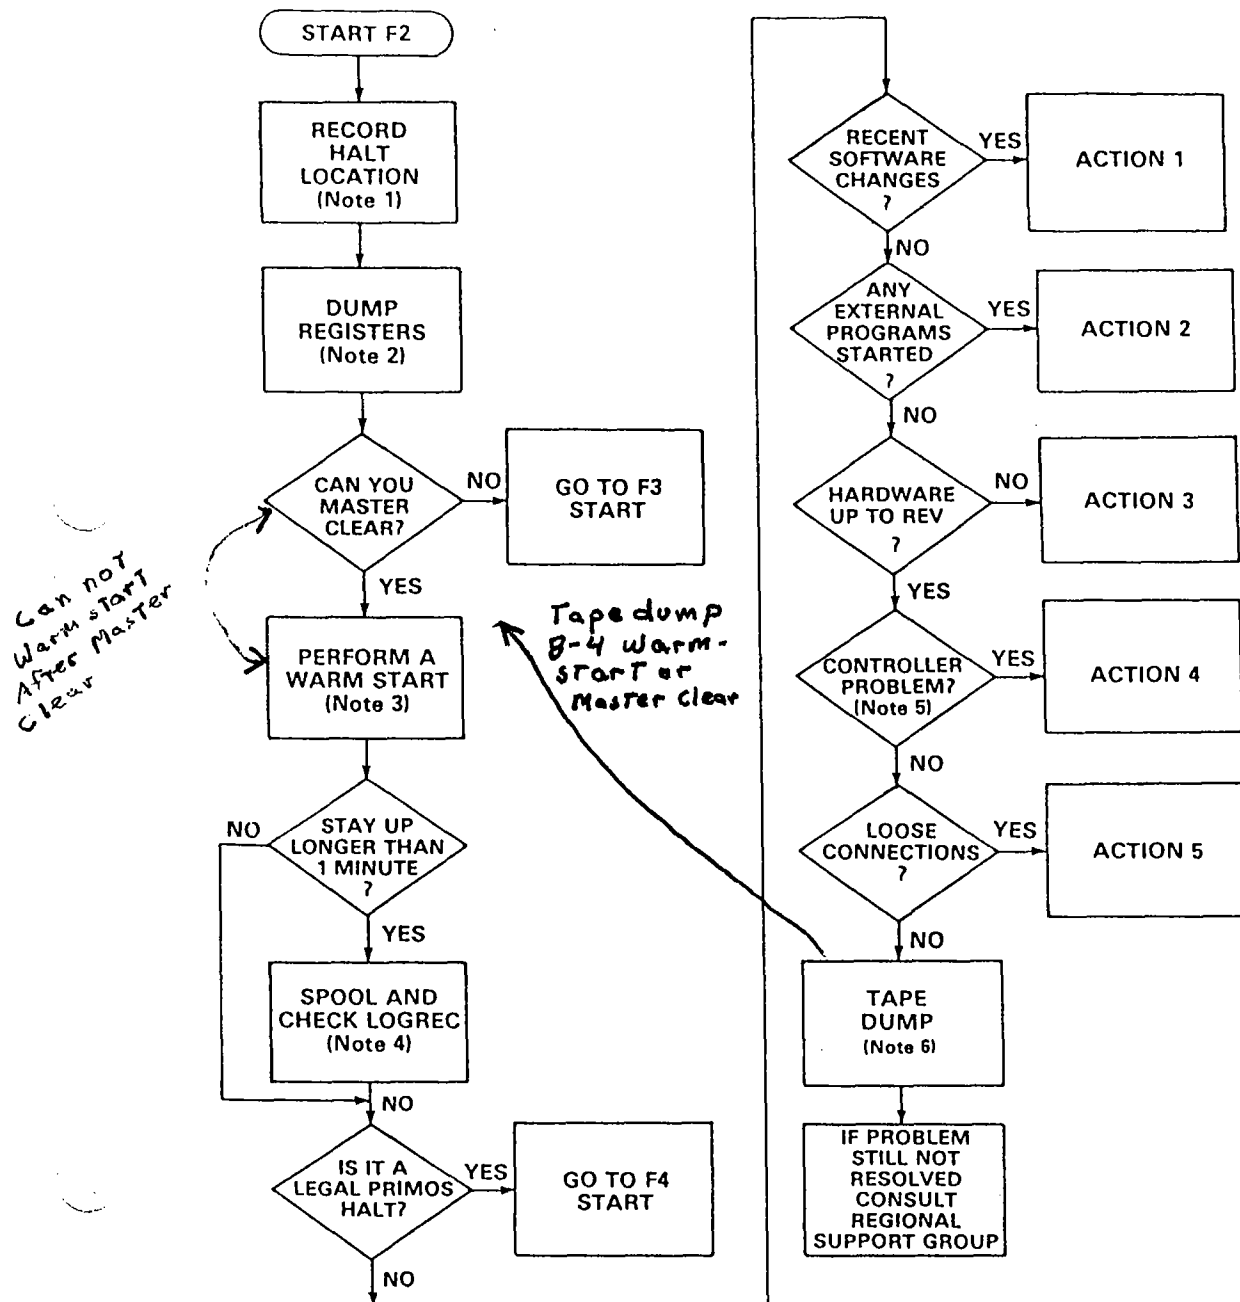 START F2
RECORD
HALT
LOCATION
(Note 1)
DUMP
REGISTERS
(Note 2)
CAN YOU
MASTER
CLEAR?
NO
GO TO F3
START
YES
Can not
Warm start
After Master
Clear
PERFORM A
WARM START
(Note 3)
Tape dump
B-4 Warm-
start or
Master Clear
NO
STAY UP
LONGER THAN
1 MINUTE
?
YES
SPOOL AND
CHECK LOGREC
(Note 4)
NO
IS IT A
LEGAL PRIMOS
HALT?
YES
GO TO F4
START
NO
RECENT
SOFTWARE
CHANGES
?
YES
ACTION 1
NO
ANY
EXTERNAL
PROGRAMS
STARTED
?
YES
ACTION 2
NO
HARDWARE
UP TO REV
?
NO
ACTION 3
YES
CONTROLLER
PROBLEM?
(Note 5)
YES
ACTION 4
NO
LOOSE
CONNECTIONS
?
YES
ACTION 5
NO
TAPE
DUMP
(Note 6)
IF PROBLEM
STILL NOT
RESOLVED
CONSULT
REGIONAL
SUPPORT GROUP